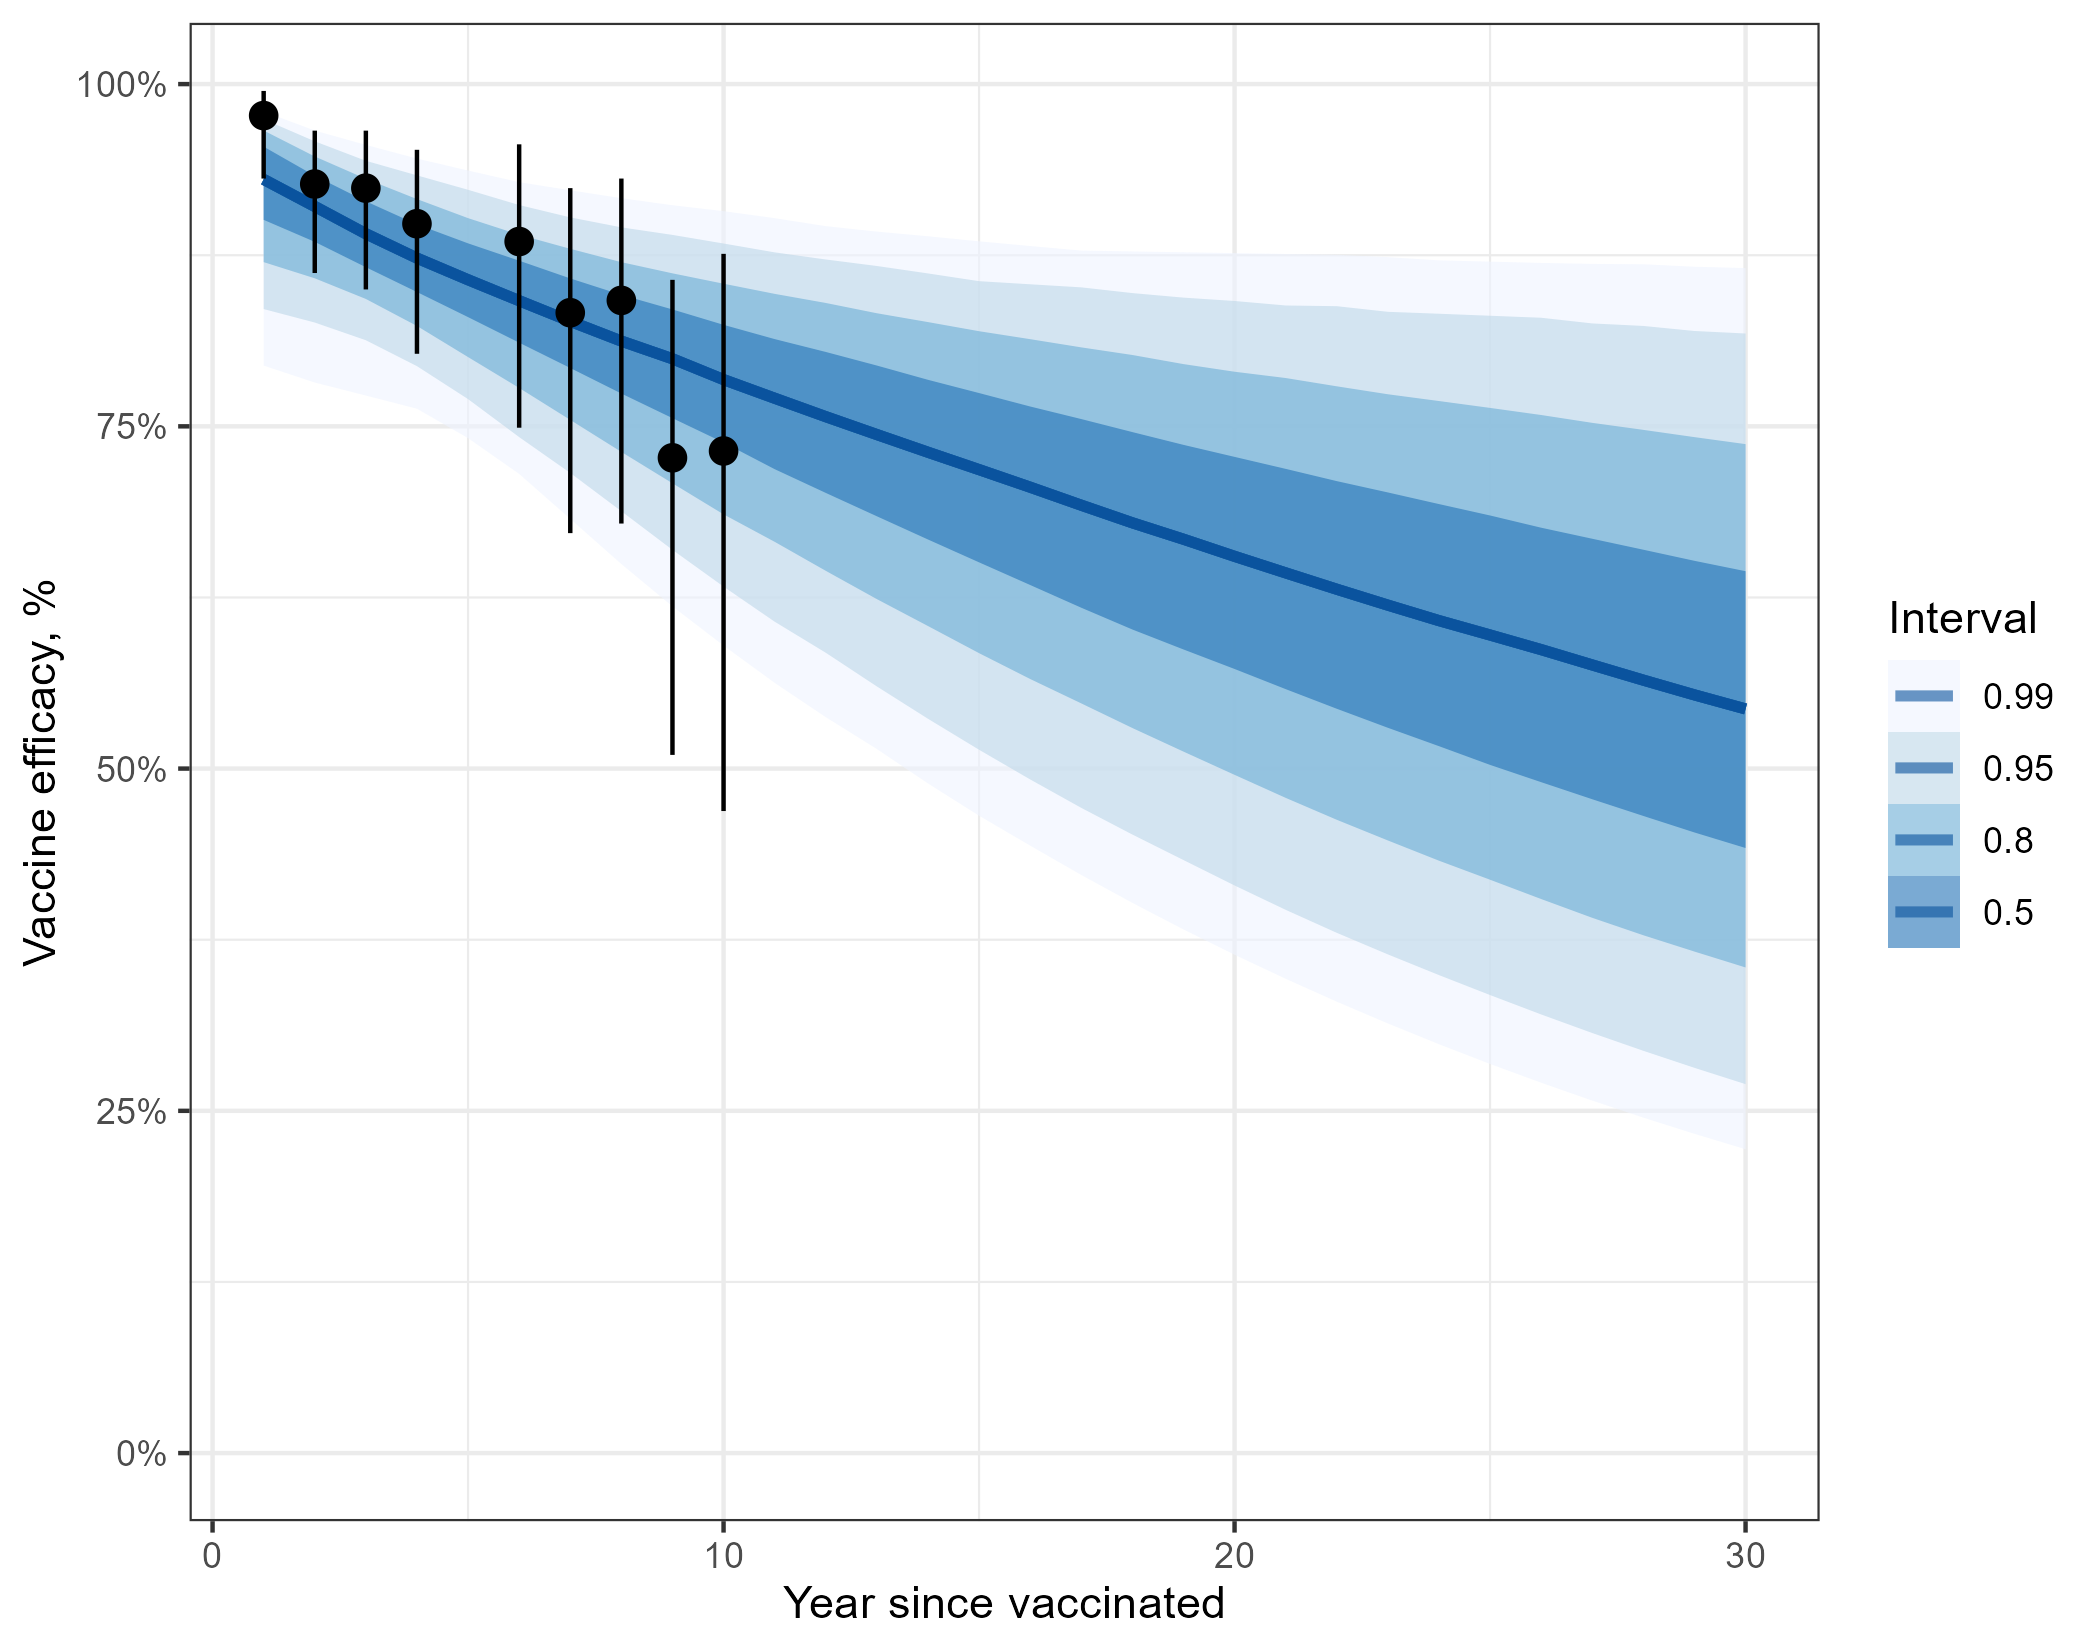 Vaccine efficacy, %
100%
75%
50%
25%
0%
0 10 20 30
Year since vaccinated
Interval
0.99
0.95
0.8
0.5